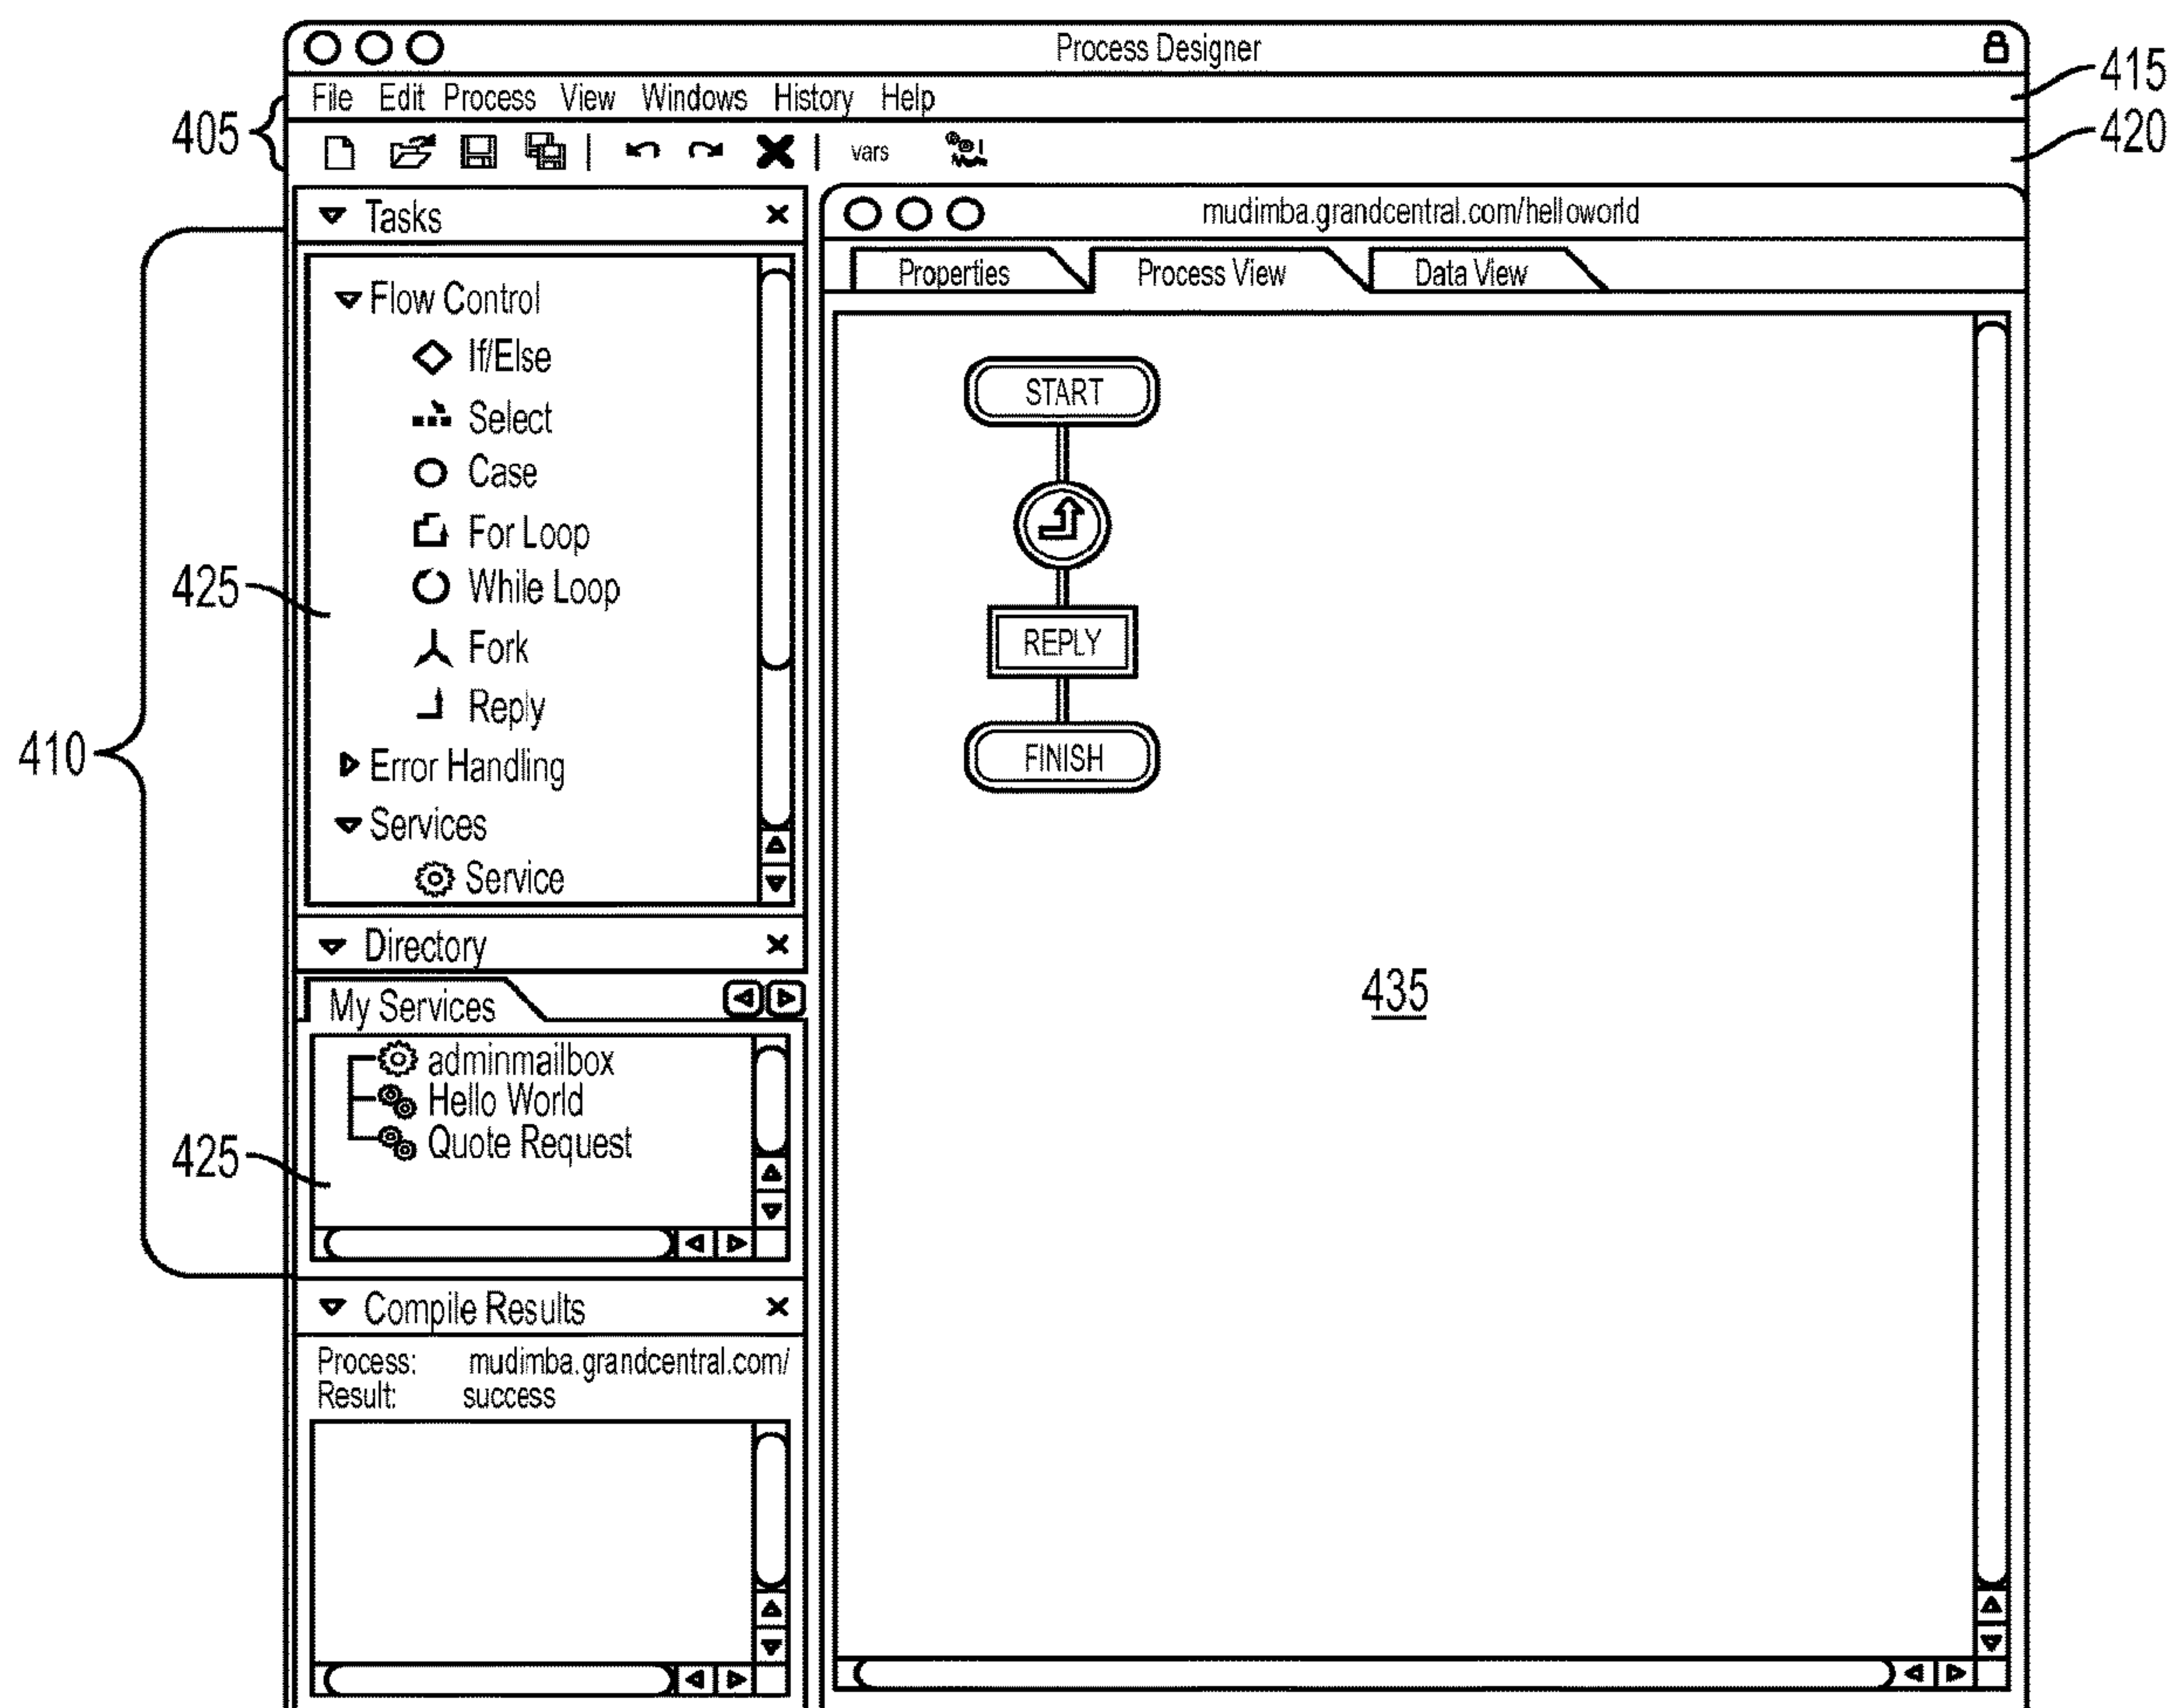 Process Designer
415
File Edit Process View Windows History Help
405
420
vars
Tasks
mudimba.grandcentral.com/helloworld
Properties Process View Data View
Flow Control
If/Else
Select
Case
For Loop
While Loop
Fork
Reply
Error Handling
Services
Service
425
410
START
REPLY
FINISH
435
Directory
My Services
adminmailbox
Hello World
Quote Request
425
Compile Results
Process: mudimba.grandcentral.com/
Result: success